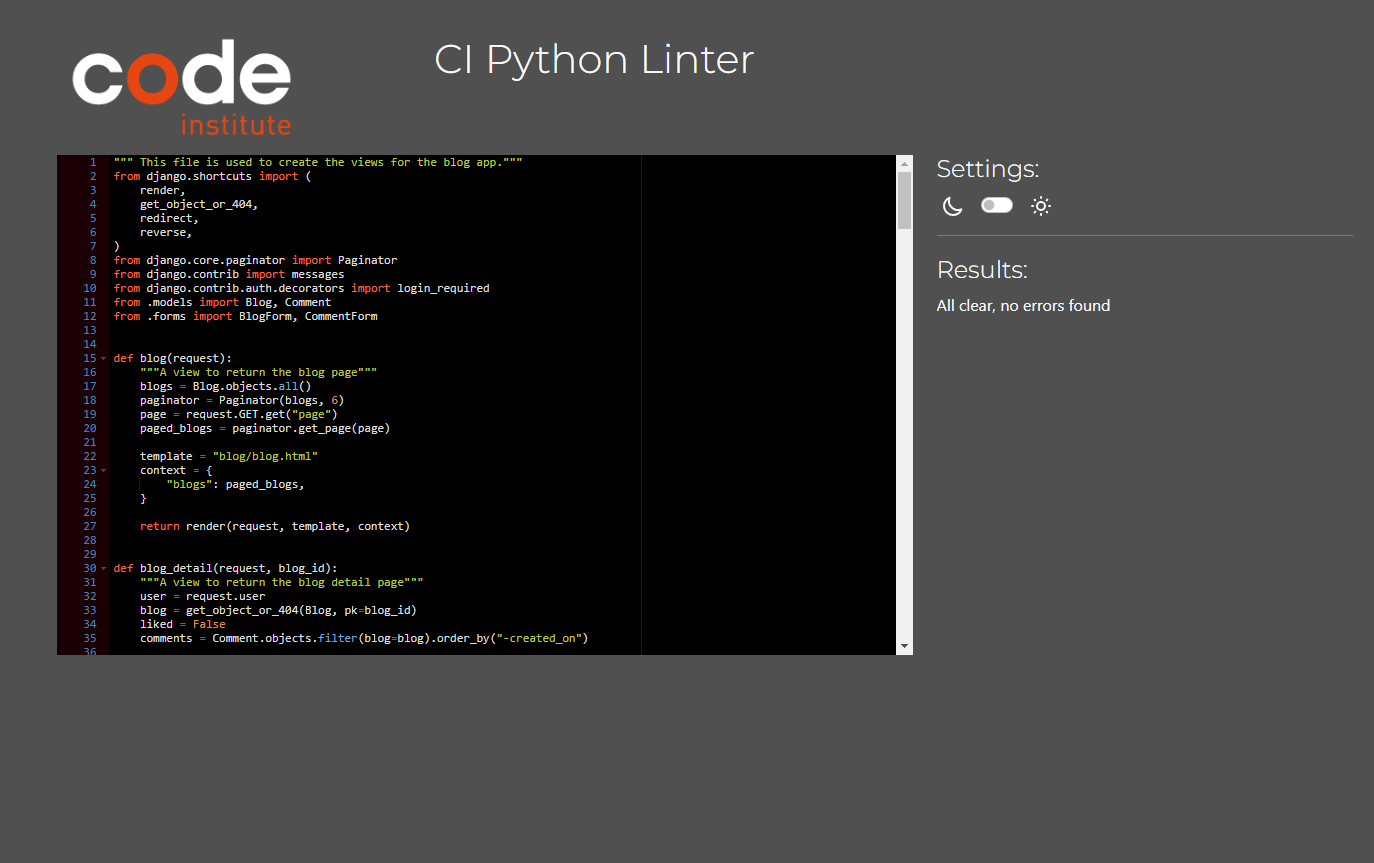 code
institute
CI Python Linter
1 """ This file is used to create the views for the blog app."""
2 from django.shortcuts import (
3     render,
4     get_object_or_404,
5     redirect,
6     reverse,
7 )
8 from django.core.paginator import Paginator
9 from django.contrib import messages
10 from django.contrib.auth.decorators import login_required
11 from .models import Blog, Comment
12 from .forms import BlogForm, CommentForm
13
14
15 def blog(request):
16     """A view to return the blog page"""
17     blogs = Blog.objects.all()
18     paginator = Paginator(blogs, 6)
19     page = request.GET.get("page")
20     paged_blogs = paginator.get_page(page)
21
22     template = "blog/blog.html"
23     context = {
24         "blogs": paged_blogs,
25     }
26
27     return render(request, template, context)
28
29
30 def blog_detail(request, blog_id):
31     """A view to return the blog detail page"""
32     user = request.user
33     blog = get_object_or_404(Blog, pk=blog_id)
34     liked = False
35     comments = Comment.objects.filter(blog=blog).order_by("-created_on")
36
Settings:
Results:
All clear, no errors found